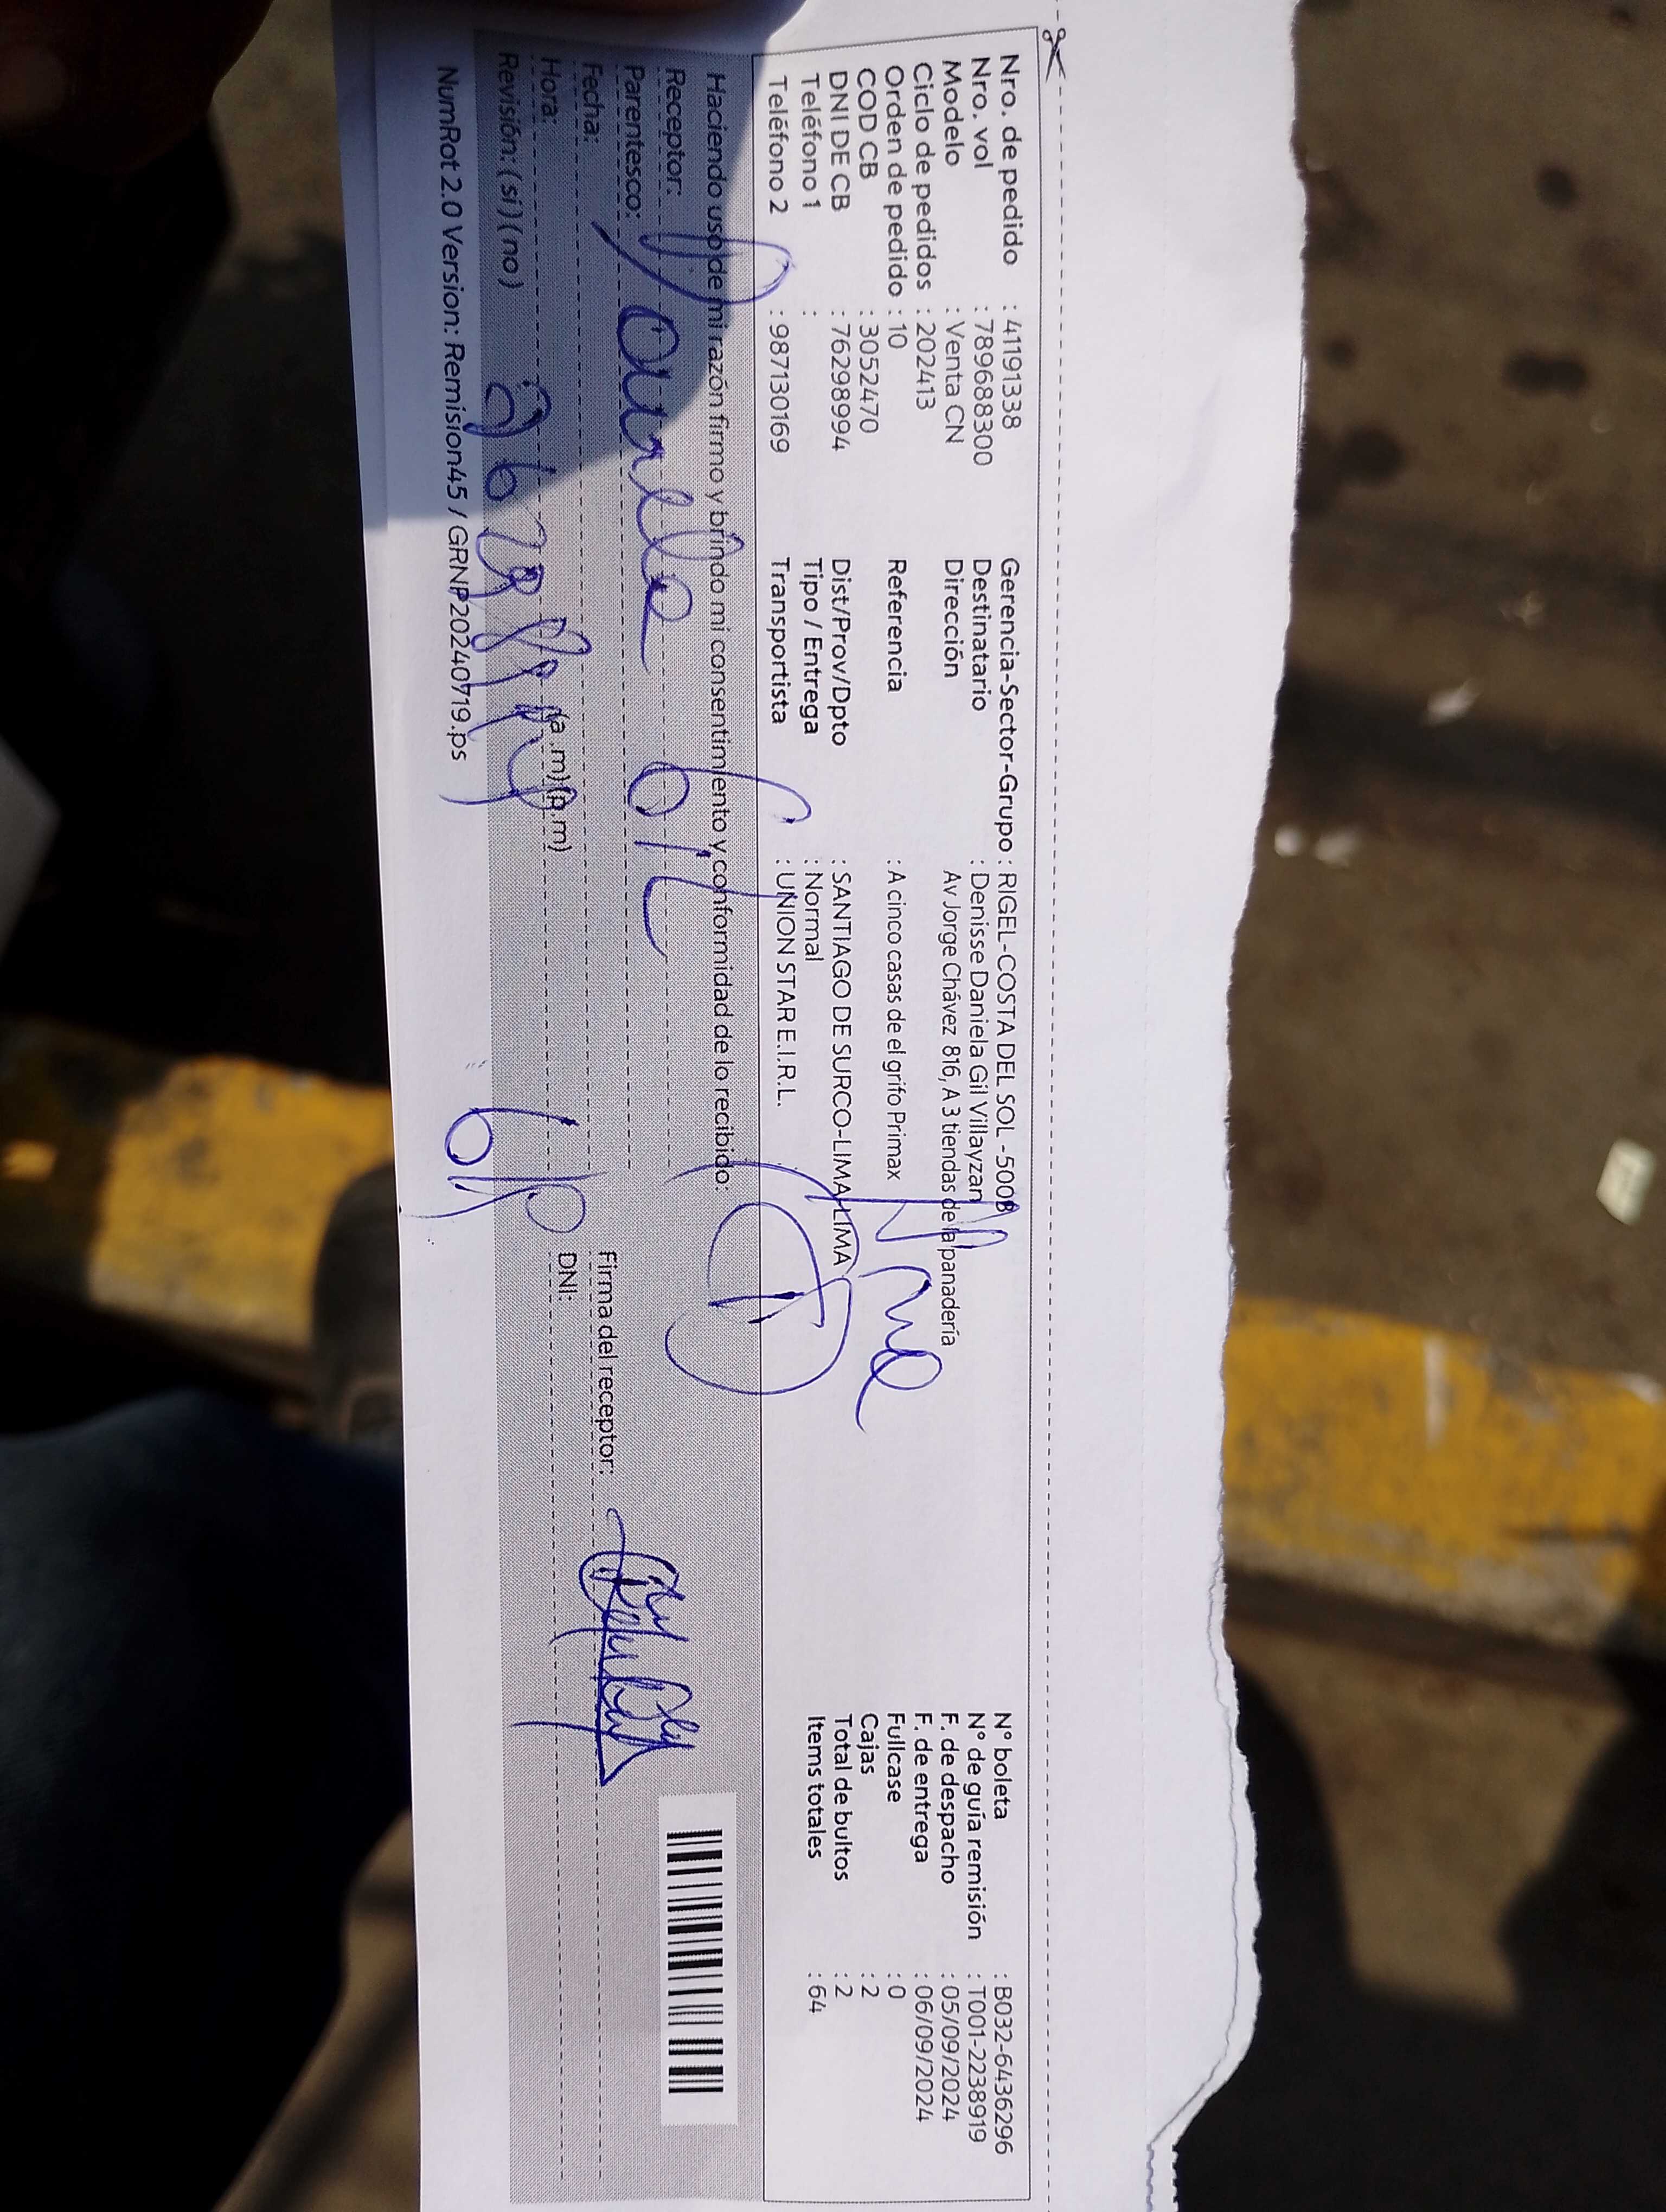 Nro. de pedido : 41191338
Nro. vol : 789688300
Modelo : Venta CN
Ciclo de pedidos : 202413
Orden de pedido : 10
COD CB : 3052470
DNI DE CB : 76298994
Teléfono 1 :
Teléfono 2 : 987130169
Gerencia-Sector-Grupo : RIGEL-COSTA DEL SOL -500B
Destinatario : Denisse Daniela Gil Villayzan
Dirección Av Jorge Chávez 816, A 3 tiendas de la panadería
Referencia : A cinco casas de el grifo Primax
Dist/Prov/Dpto : SANTIAGO DE SURCO-LIMA-LIMA
Tipo / Entrega : Normal
Transportista : UNION STAR E.I.R.L.
N° boleta : B032-6436296
N° de guía remisión : T001-2238919
F. de despacho : 05/09/2024
F. de entrega : 06/09/2024
Fullcase : 0
Cajas : 2
Total de bultos : 2
Items totales : 64
Haciendo uso de mi razón firmo y brindo mi consentimiento y conformidad de lo recibido:
Receptor:
Parentesco:
Fecha:
Hora: (a.m)(p.m)
Revisión: (si) (no)
Firma del receptor:
DNI:
NumRot 2.0 Version: Remision45 / GRNP20240719.ps